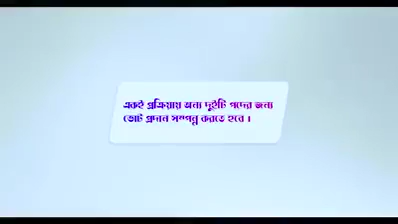 একই প্রক্রিয়ায় অন্য দুইটি পদের জন্য
ভোট প্রদান সম্পন্ন করতে হবে ।